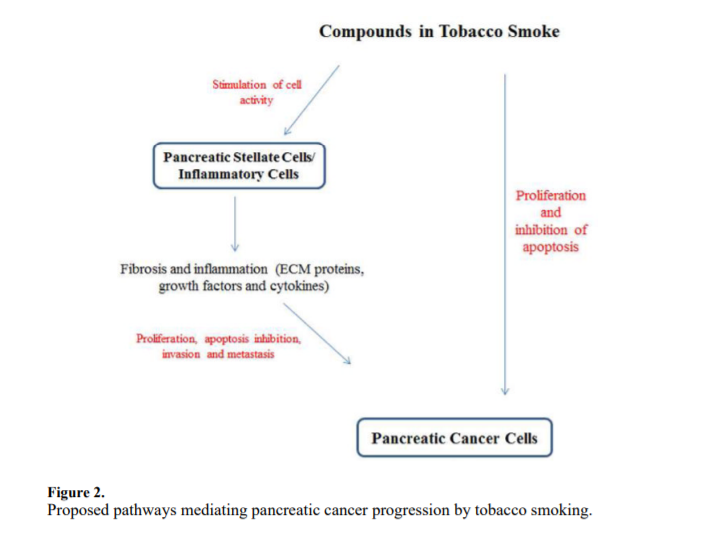 Compounds in Tobacco Smoke
Stimulation of cell
activity
Pancreatic Stellate Cells/
Inflammatory Cells
Proliferation
and
inhibition of
apoptosis
Fibrosis and inflammation (ECM proteins,
growth factors and cytokines)
Proliferation, apoptosis inhibition,
invasion and metastasis
Pancreatic Cancer Cells
Figure 2.
Proposed pathways mediating pancreatic cancer progression by tobacco smoking.